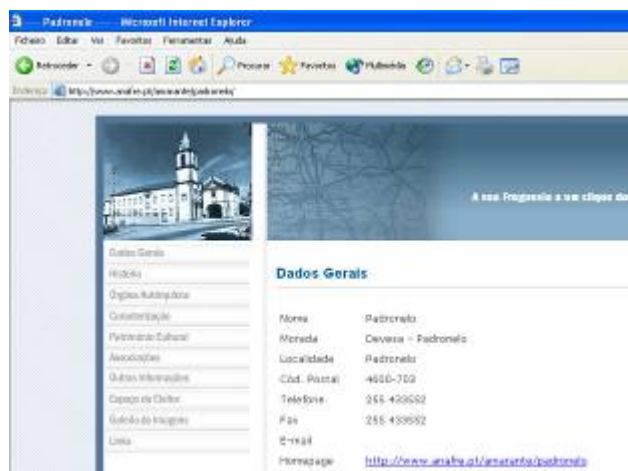 Padronelo - Microsoft Internet Explorer
Ficheiro Editar Ver Favoritos Ferramentas Ajuda
Retroceder Procurar Favoritos Multimédia
Endereço http://www.anafre.pt/amarante/padronelo/
A sua Freguesia a um clique do
Dados Gerais
História
Órgãos Autárquicos
Caracterização
Património Cultural
Associações
Outras Informações
Espaço do Eleitor
Galeria de Imagens
Links
Dados Gerais
Nome Padronelo
Morada Devesa - Padronelo
Localidade Padronelo
Cód. Postal 4600-703
Telefone 255 433552
Fax 255 433552
E-mail
Homepage http://www.anafre.pt/amarante/padronelo